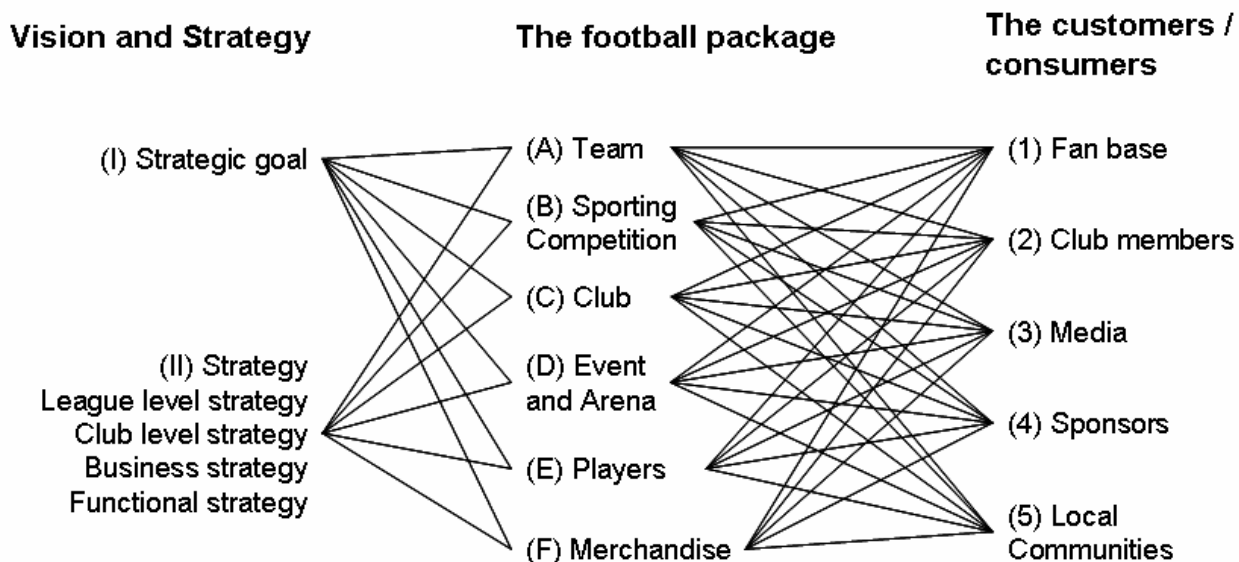 Vision and Strategy
The football package
The customers /
consumers
(I) Strategic goal
(II) Strategy
League level strategy
Club level strategy
Business strategy
Functional strategy
(A) Team
(B) Sporting
Competition
(C) Club
(D) Event
and Arena
(E) Players
(F) Merchandise
(1) Fan base
(2) Club members
(3) Media
(4) Sponsors
(5) Local
Communities